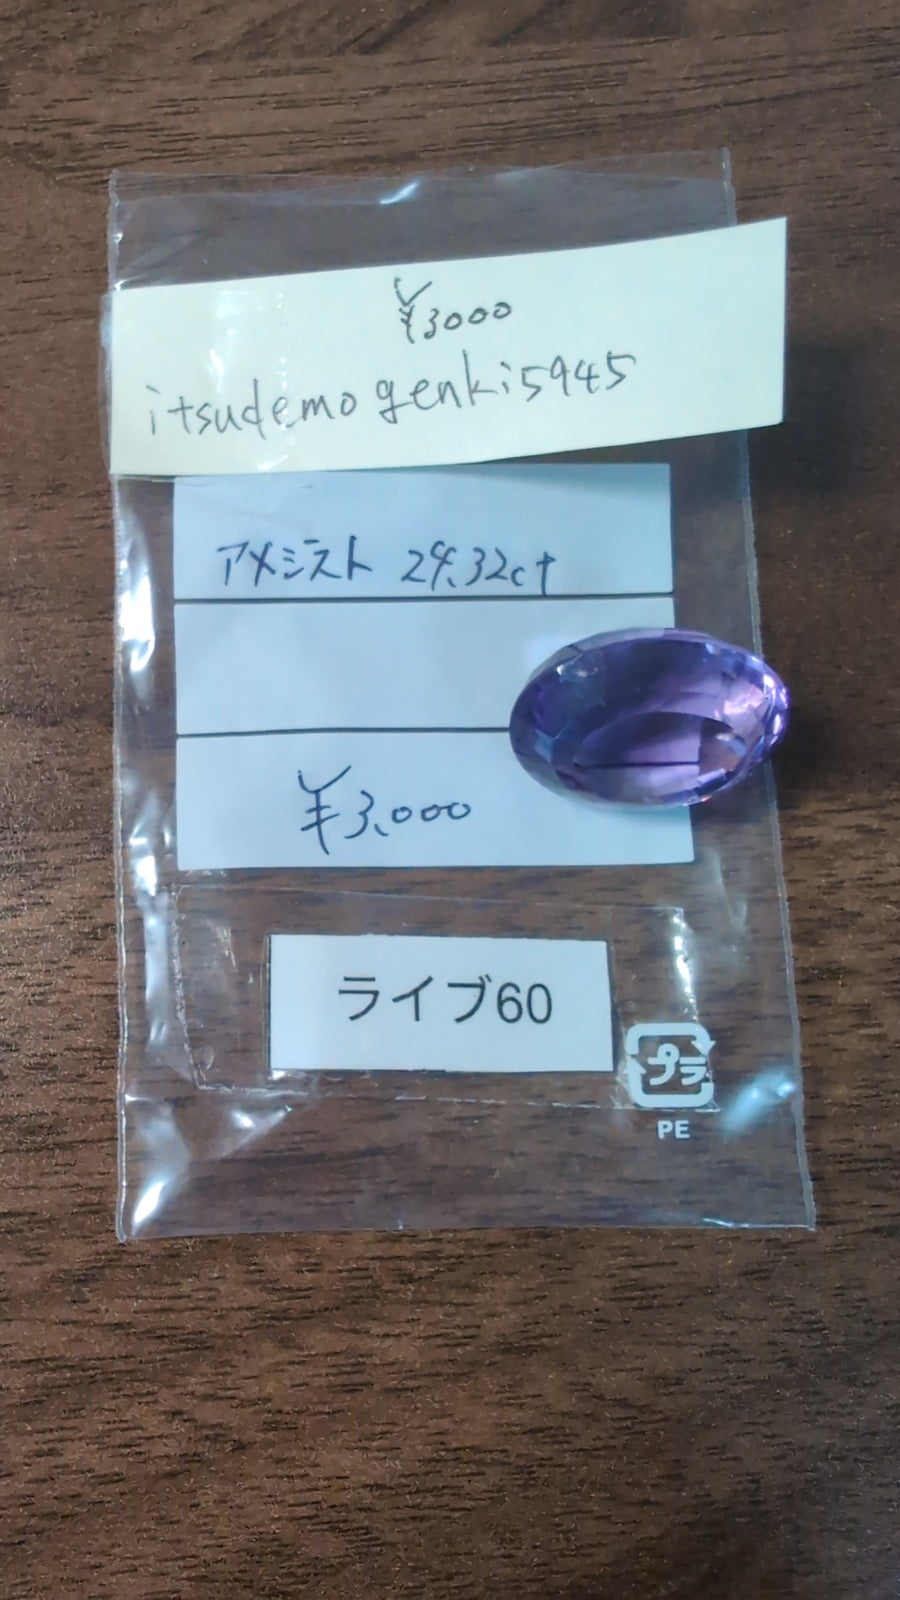 ¥3000
itsudemogenki5945
アメジスト 29.32ct
¥3,000
ライブ60
プラ
PE